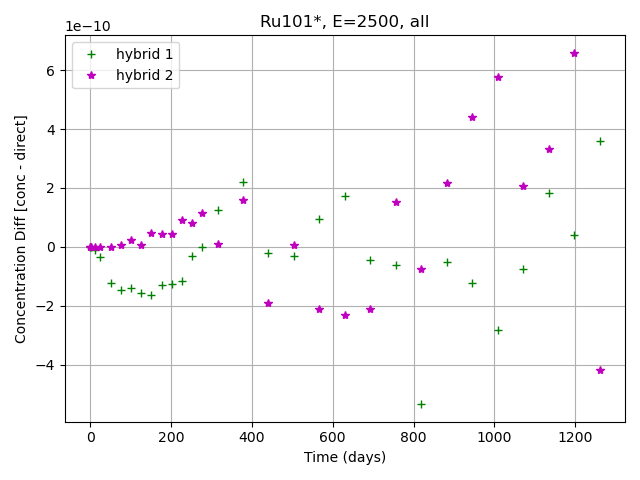 Ru101*, E=2500, all
1e−10
hybrid 1
hybrid 2
6
4
2
0
−2
−4
Concentration Diff [conc - direct]
0 200 400 600 800 1000 1200
Time (days)